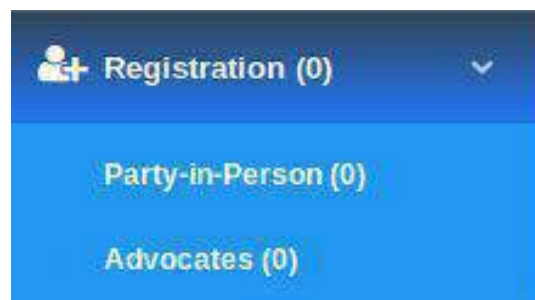 Registration (0)
Party-in-Person (0)
Advocates (0)